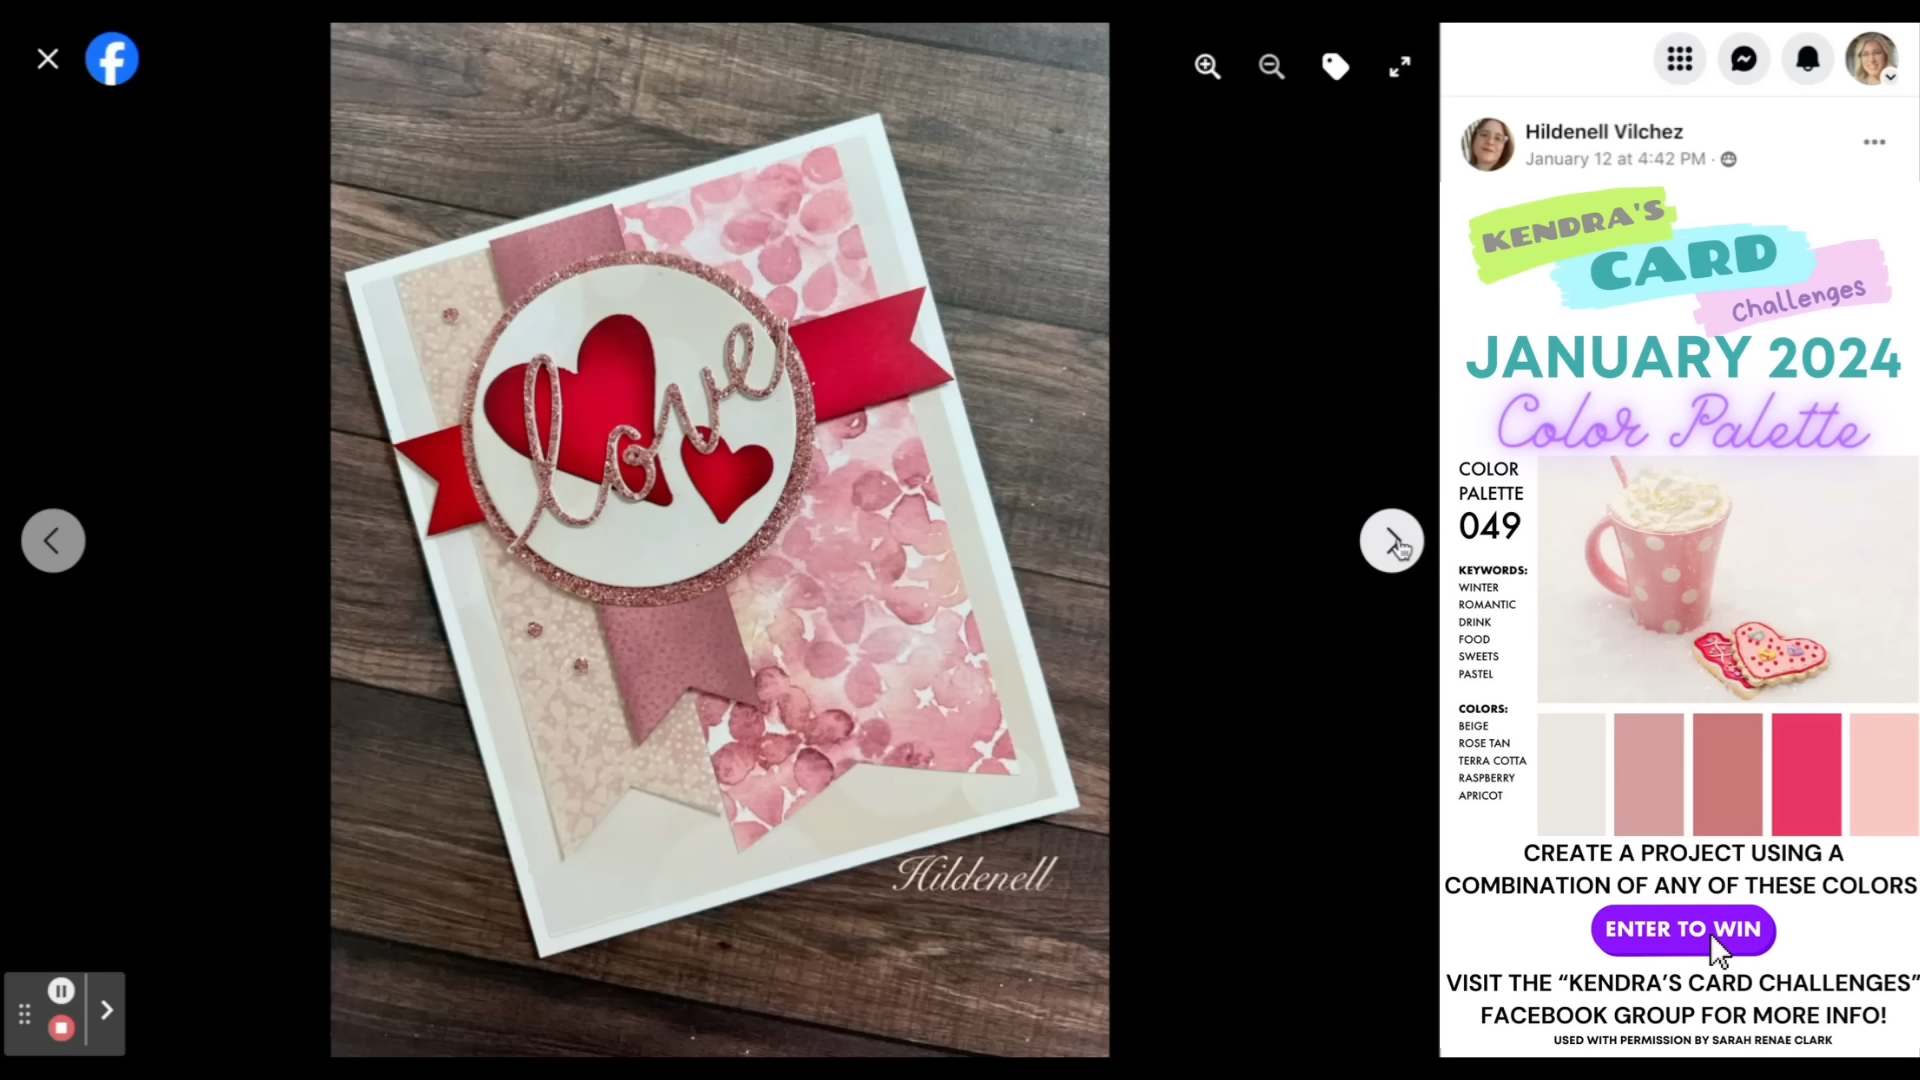 love
Hildenell
Hildenell Vilchez
January 12 at 4:42 PM ·
KENDRA'S
CARD
Challenges
JANUARY 2024
Color Palette
COLOR
PALETTE
049
KEYWORDS:
WINTER
ROMANTIC
DRINK
FOOD
SWEETS
PASTEL
COLORS:
BEIGE
ROSE TAN
TERRA COTTA
RASPBERRY
APRICOT
CREATE A PROJECT USING A
COMBINATION OF ANY OF THESE COLORS
ENTER TO WIN
VISIT THE “KENDRA’S CARD CHALLENGES”
FACEBOOK GROUP FOR MORE INFO!
USED WITH PERMISSION BY SARAH RENAE CLARK